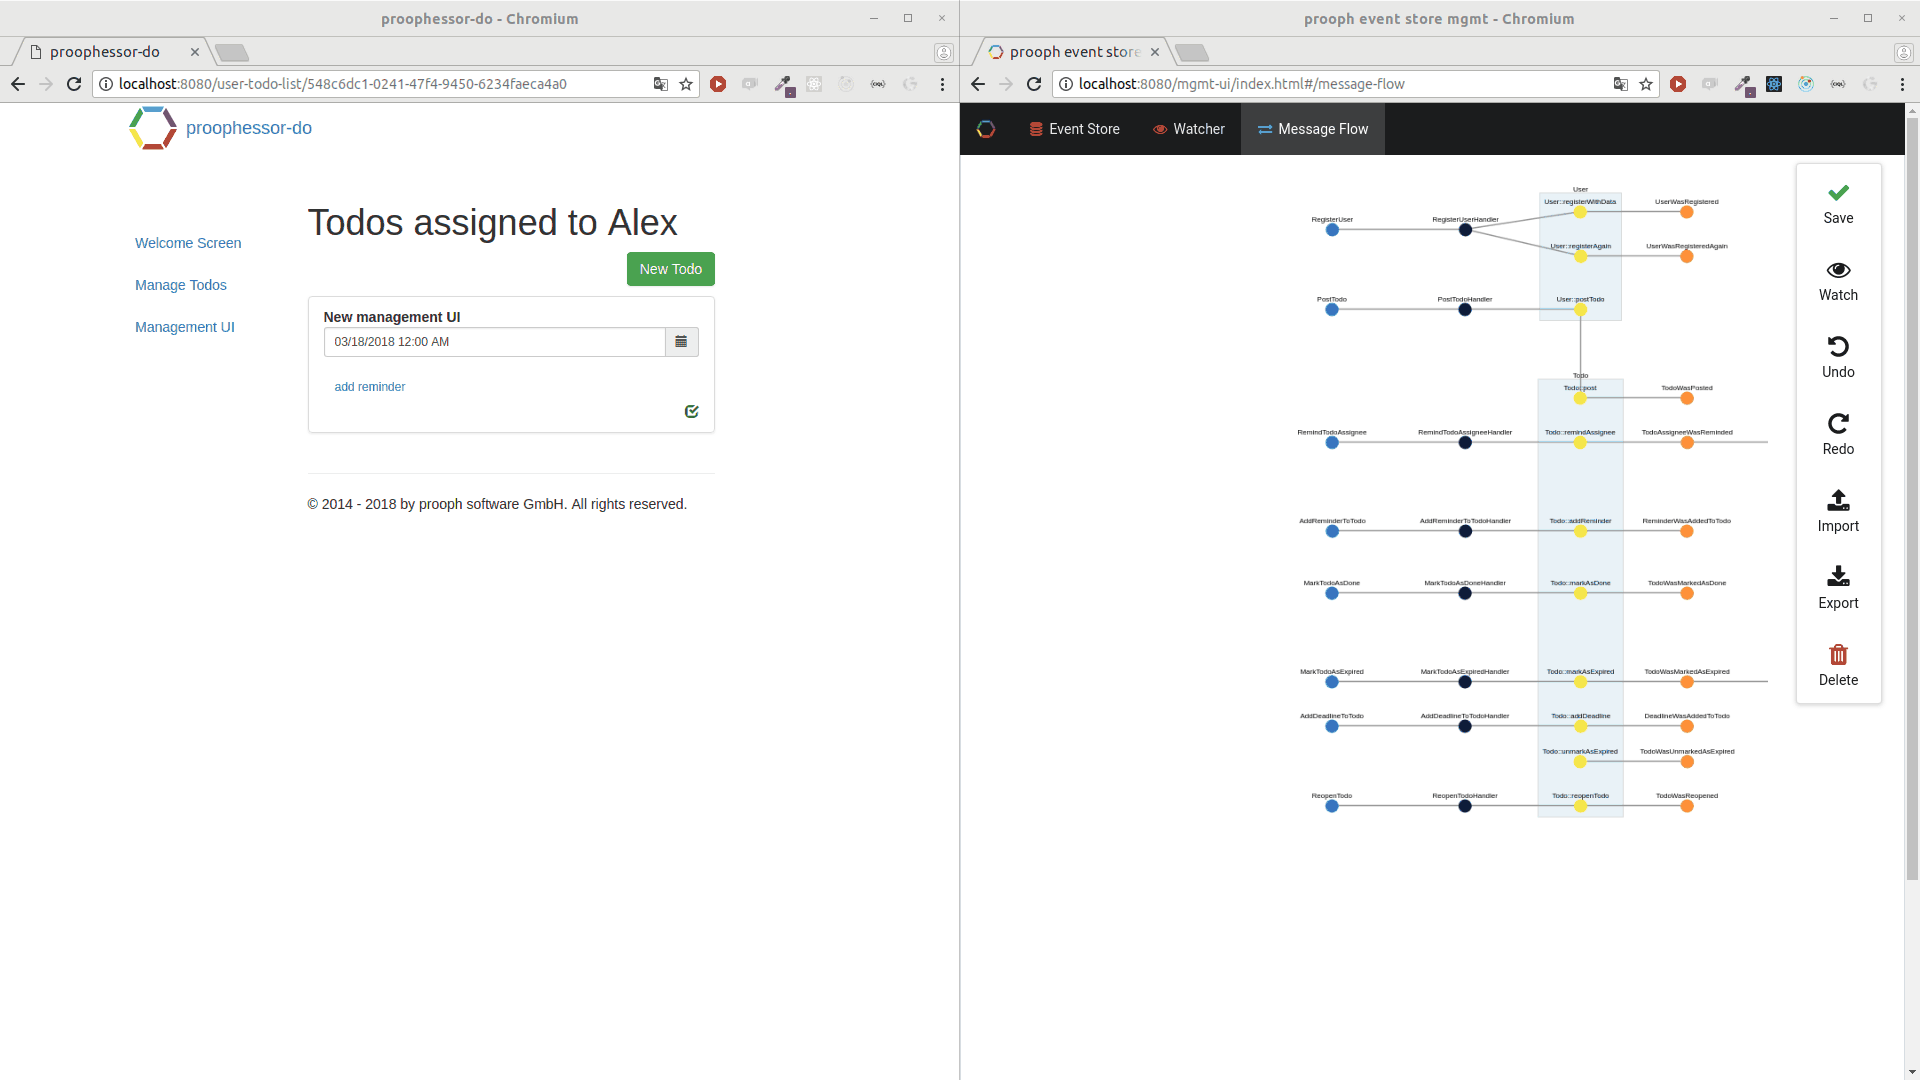 proophessor-do - Chromium
proophessor-do
localhost:8080/user-todo-list/548c6dc1-0241-47f4-9450-6234faeca4a0
proophessor-do
Welcome Screen
Manage Todos
Management UI
Todos assigned to Alex
New Todo
New management UI
03/18/2018 12:00 AM
add reminder
© 2014 - 2018 by prooph software GmbH. All rights reserved.
prooph event store mgmt - Chromium
prooph event store
localhost:8080/mgmt-ui/index.html#/message-flow
Event Store
Watcher
Message Flow
User
User::registerWithData
UserWasRegistered
RegisterUser
RegisterUserHandler
User::registerAgain
UserWasRegisteredAgain
PostTodo
PostTodoHandler
User::postTodo
Todo
Todo::post
TodoWasPosted
RemindTodoAssignee
RemindTodoAssigneeHandler
Todo::remindAssignee
TodoAssigneeWasReminded
AddReminderToTodo
AddReminderToTodoHandler
Todo::addReminder
ReminderWasAddedToTodo
MarkTodoAsDone
MarkTodoAsDoneHandler
Todo::markAsDone
TodoWasMarkedAsDone
MarkTodoAsExpired
MarkTodoAsExpiredHandler
Todo::markAsExpired
TodoWasMarkedAsExpired
AddDeadlineToTodo
AddDeadlineToTodoHandler
Todo::addDeadline
DeadlineWasAddedToTodo
Todo::unmarkAsExpired
TodoWasUnmarkedAsExpired
ReopenTodo
ReopenTodoHandler
Todo::reopenTodo
TodoWasReopened
Save
Watch
Undo
Redo
Import
Export
Delete